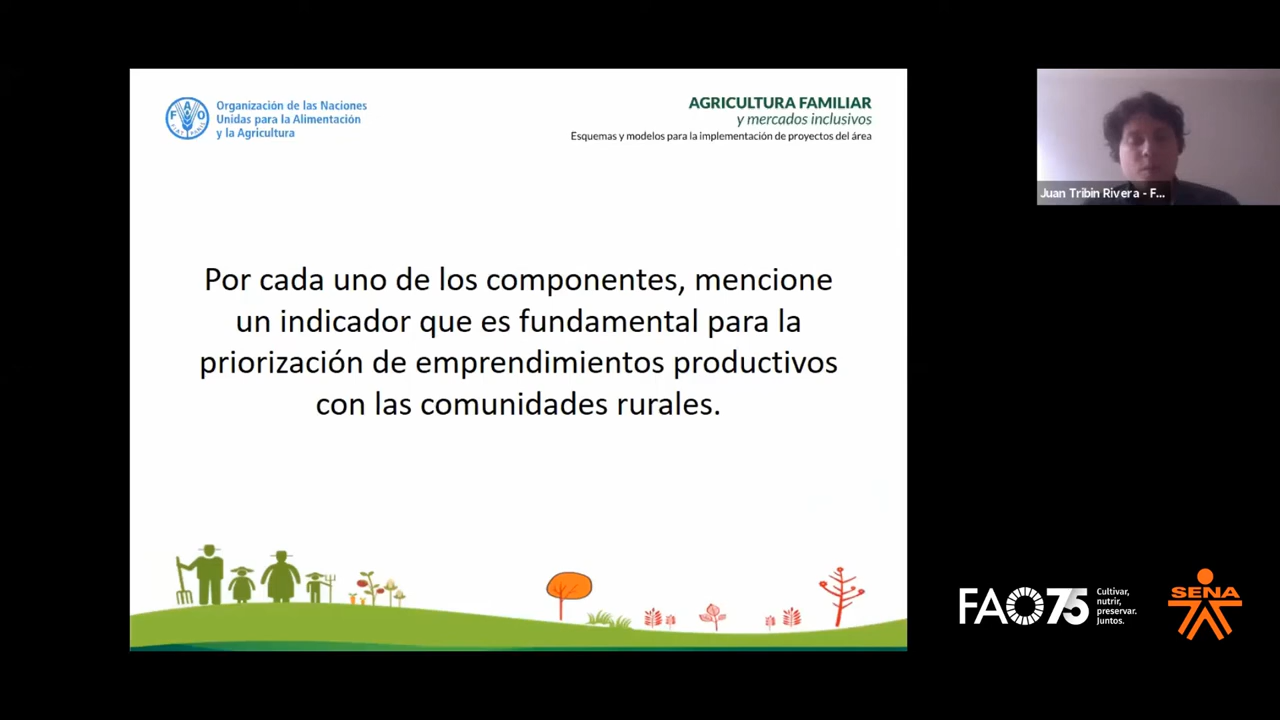 Organización de las Naciones
Unidas para la Alimentación
y la Agricultura
AGRICULTURA FAMILIAR
y mercados inclusivos
Esquemas y modelos para la implementación de proyectos del área
Juan Tribin Rivera - F...
Por cada uno de los componentes, mencione
un indicador que es fundamental para la
priorización de emprendimientos productivos
con las comunidades rurales.
FAO75
Cultivar,
nutrir,
preservar.
Juntos.
SENA